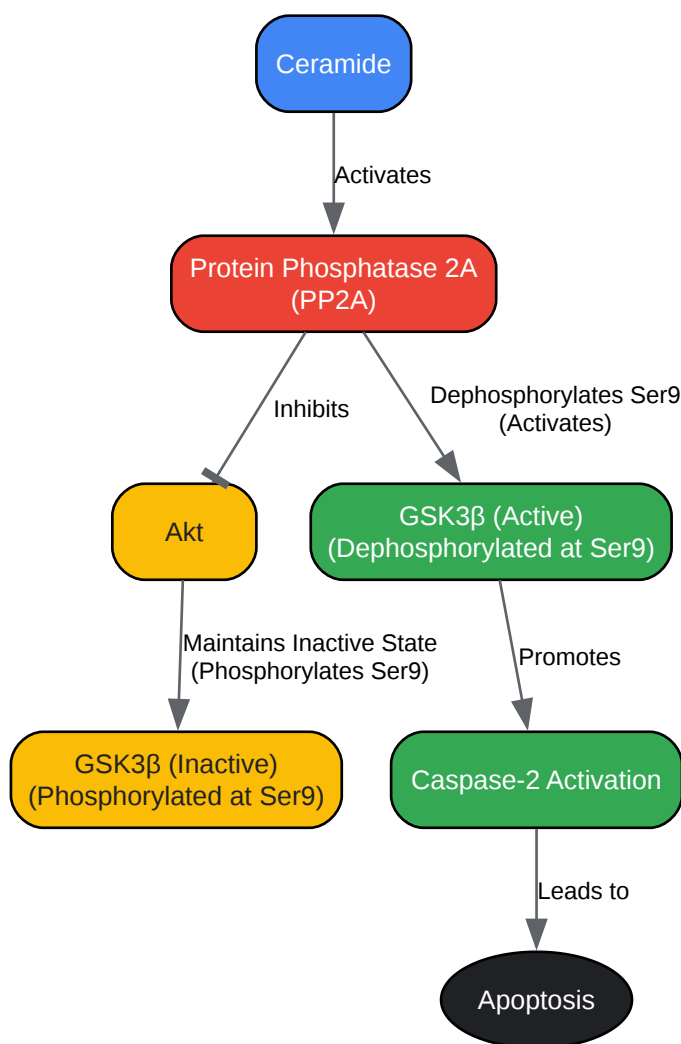 Ceramide
Activates
Protein Phosphatase 2A
(PP2A)
Inhibits
Dephosphorylates Ser9
(Activates)
Akt
GSK3β (Active)
(Dephosphorylated at Ser9)
Maintains Inactive State
(Phosphorylates Ser9)
Promotes
GSK3β (Inactive)
(Phosphorylated at Ser9)
Caspase-2 Activation
Leads to
Apoptosis